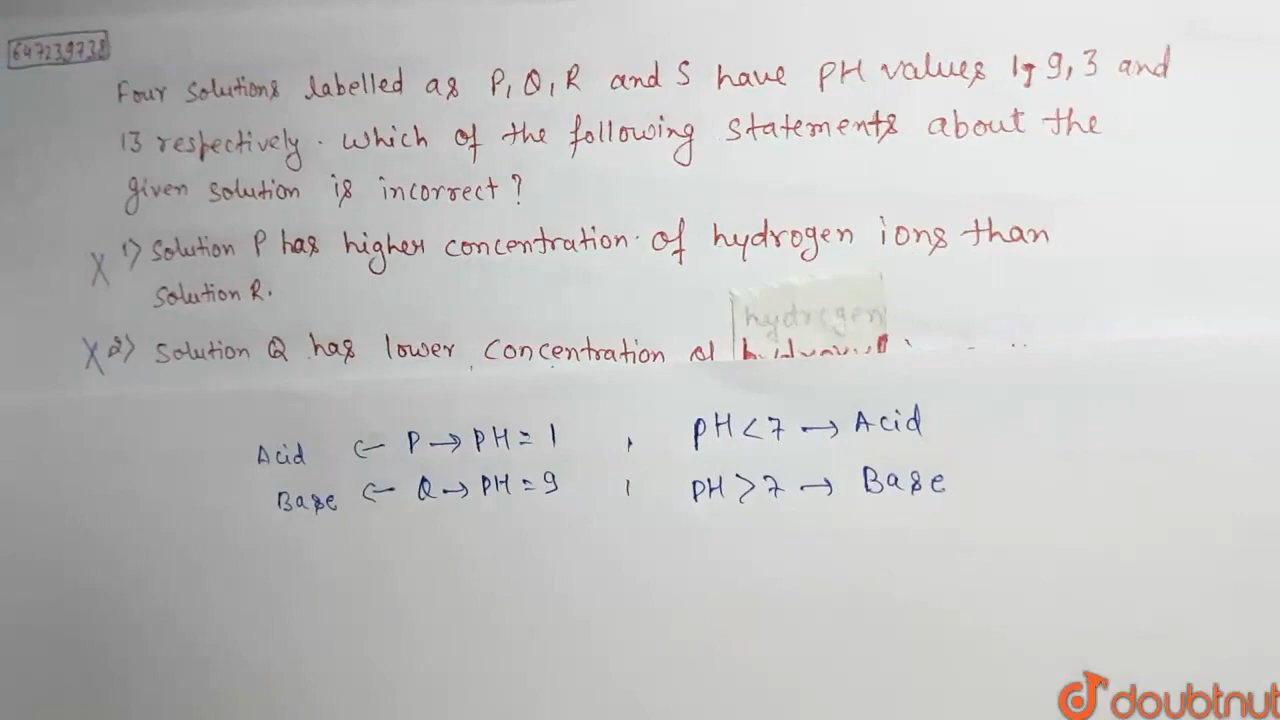 647239738
Four solutions labelled as P, Q, R and S have PH values 1, 9, 3 and
13 respectively. Which of the following statements about the
given solution is incorrect?
X 1) Solution P has higher concentration of hydrogen ions than
Solution R.
hydrogen
X 2) Solution Q has lower concentration of
Acid ← P → PH = 1 , PH < 7 → Acid
Base ← Q → PH = 9 , PH > 7 → Base
doubtnut